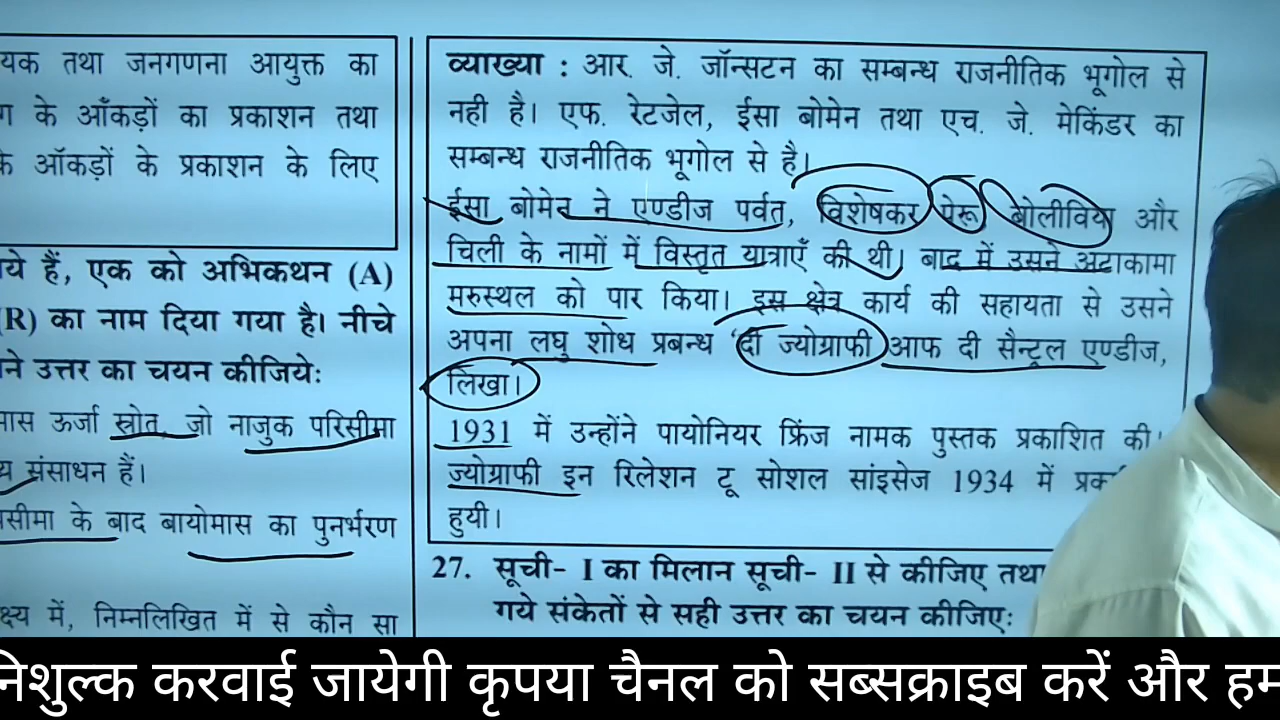 यक तथा जनगणना आयुक्त का
ग के आँकड़ों का प्रकाशन तथा
के ऑकड़ों के प्रकाशन के लिए
ये हैं, एक को अभिकथन (A)
(R) का नाम दिया गया है। नीचे
ने उत्तर का चयन कीजियेः
मास ऊर्जा स्रोत जो नाजुक परिसीमा
य संसाधन हैं।
सीमा के बाद बायोमास का पुनर्भरण
क्ष्य में, निम्नलिखित में से कौन सा
व्याख्या : आर. जे. जॉन्सटन का सम्बन्ध राजनीतिक भूगोल से
नही है। एफ. रेटजेल, ईसा बोमेन तथा एच. जे. मेकिंडर का
सम्बन्ध राजनीतिक भूगोल से है।
ईसा बोमेन ने एण्डीज पर्वत, विशेषकर पेरू बोलीविया और
चिली के नामों में विस्तृत यात्राएँ की थी। बाद में उसने अटाकामा
मरुस्थल को पार किया। इस क्षेत्र कार्य की सहायता से उसने
अपना लघु शोध प्रबन्ध ‘दी ज्योग्राफी आफ दी सैन्ट्रल एण्डीज,
लिखा।
1931 में उन्होंने पायोनियर फ्रिंज नामक पुस्तक प्रकाशित की।
ज्योग्राफी इन रिलेशन टू सोशल सांइसेज 1934 में
हुयी।
27. सूची- I का मिलान सूची- II से कीजिए तथा
गये संकेतों से सही उत्तर का चयन कीजिएः
निशुल्क करवाई जायेगी कृपया चैनल को सब्सक्राइब करें और हम